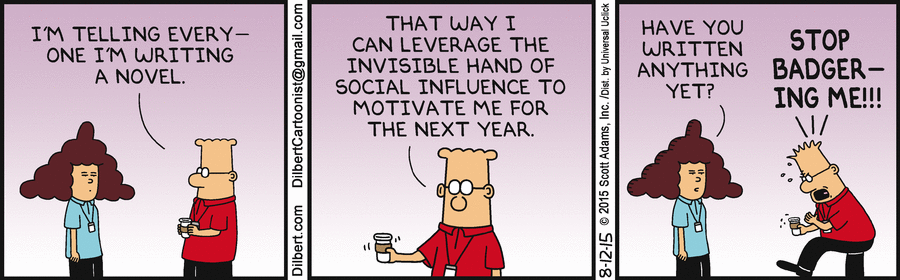 I'M TELLING EVERY–
ONE I'M WRITING
A NOVEL.
DilbertCartoonist@gmail.com
Dilbert.com
THAT WAY I
CAN LEVERAGE THE
INVISIBLE HAND OF
SOCIAL INFLUENCE TO
MOTIVATE ME FOR
THE NEXT YEAR.
8-12-15 © 2015 Scott Adams, Inc. /Dist. by Universal Uclick
HAVE YOU
WRITTEN
ANYTHING
YET?
STOP
BADGER–
ING ME!!!